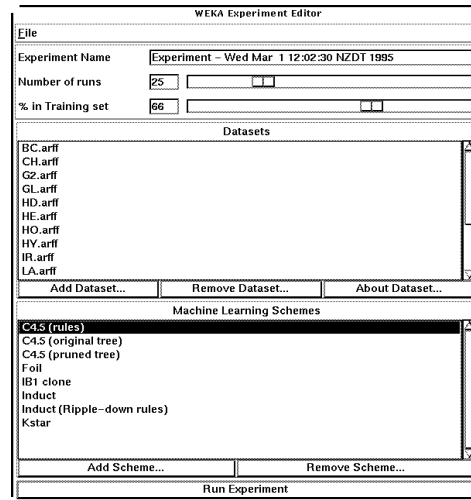 WEKA Experiment Editor
File
Experiment Name Experiment – Wed Mar 1 12:02:30 NZDT 1995
Number of runs 25
% in Training set 66
Datasets
BC.arff
CH.arff
G2.arff
GL.arff
HD.arff
HE.arff
HO.arff
HY.arff
IR.arff
LA.arff
Add Dataset... Remove Dataset... About Dataset...
Machine Learning Schemes
C4.5 (rules)
C4.5 (original tree)
C4.5 (pruned tree)
Foil
IB1 clone
Induct
Induct (Ripple–down rules)
Kstar
Add Scheme... Remove Scheme...
Run Experiment